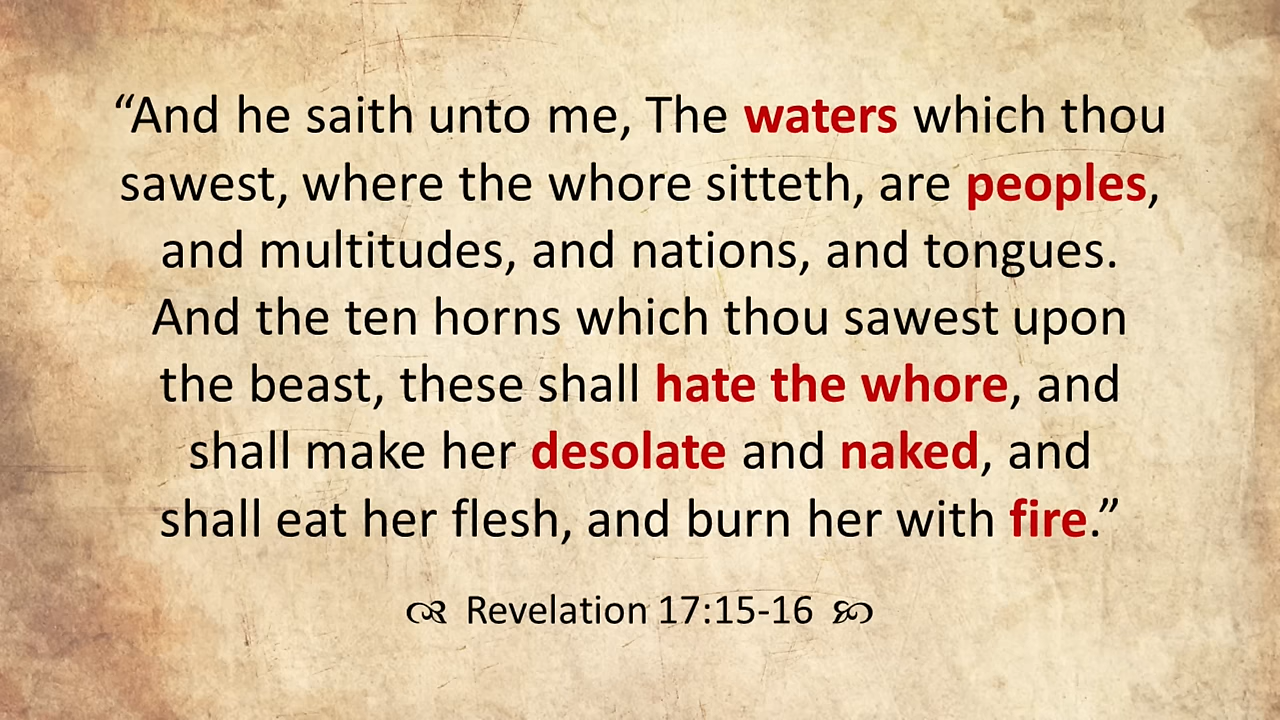 “And he saith unto me, The waters which thou
sawest, where the whore sitteth, are peoples,
and multitudes, and nations, and tongues.
And the ten horns which thou sawest upon
the beast, these shall hate the whore, and
shall make her desolate and naked, and
shall eat her flesh, and burn her with fire.”
Revelation 17:15-16